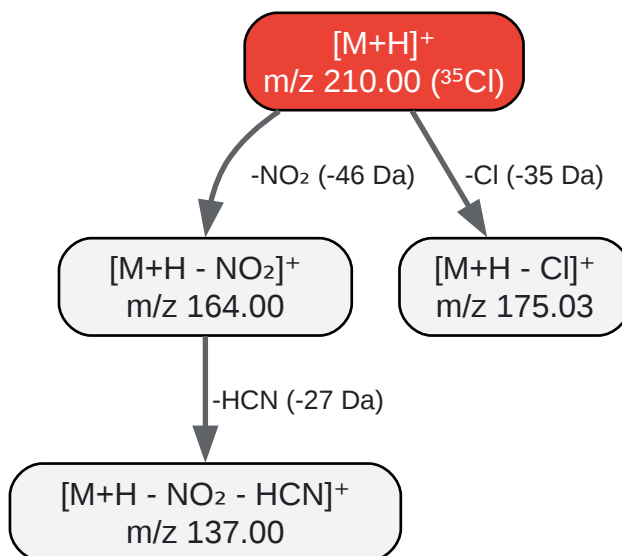 [M+H]⁺
m/z 210.00 (³⁵Cl)
-NO₂ (-46 Da)
-Cl (-35 Da)
[M+H - NO₂]⁺
m/z 164.00
[M+H - Cl]⁺
m/z 175.03
-HCN (-27 Da)
[M+H - NO₂ - HCN]⁺
m/z 137.00